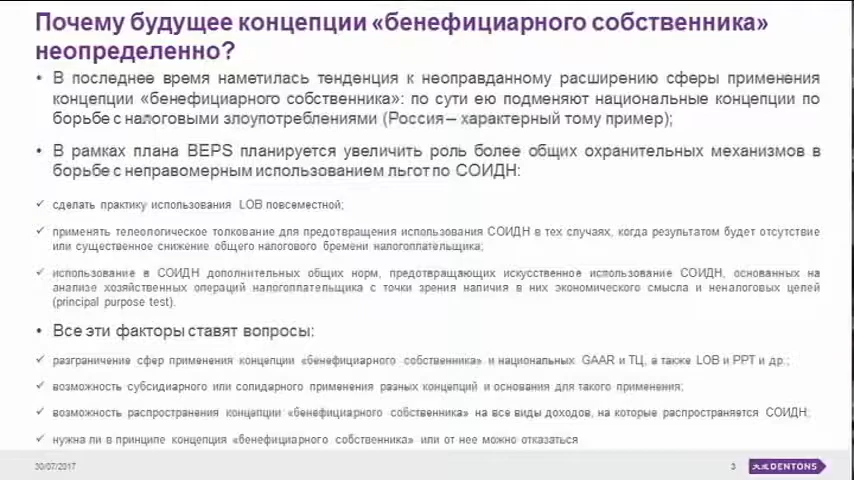 Почему будущее концепции «бенефициарного собственника»
неопределенно?
• В последнее время наметилась тенденция к неоправданному расширению сферы применения
концепции «бенефициарного собственника»: по сути ею подменяют национальные концепции по
борьбе с налоговыми злоупотреблениями (Россия – характерный тому пример);
• В рамках плана BEPS планируется увеличить роль более общих охранительных механизмов в
борьбе с неправомерным использованием льгот по СОИДН:
✓ сделать практику использования LOB повсеместной;
✓ применять телеологическое толкование для предотвращения использования СОИДН в тех случаях, когда результатом будет отсутствие
или существенное снижение общего налогового бремени налогоплательщика;
✓ использование в СОИДН дополнительных общих норм, предотвращающих искусственное использование СОИДН, основанных на
анализе хозяйственных операций налогоплательщика с точки зрения наличия в них экономического смысла и неналоговых целей
(principal purpose test).
• Все эти факторы ставят вопросы:
✓ разграничение сфер применения концепции «бенефициарного собственника» и национальных GAAR и ТЦ, а также LOB и PPT и др.;
✓ возможность субсидиарного или солидарного применения разных концепций и основания для такого применения;
✓ возможность распространения концепции «бенефициарного собственника» на все виды доходов, на которые распространяется СОИДН;
✓ нужна ли в принципе концепция «бенефициарного собственника» или от нее можно отказаться
30/07/2017
3
大成 DENTONS